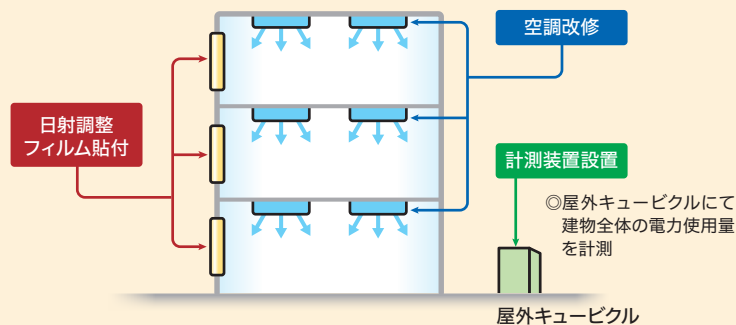 空調改修
日射調整
フィルム貼付
計測装置設置
◎屋外キュービクルにて
建物全体の電力使用量
を計測
屋外キュービクル